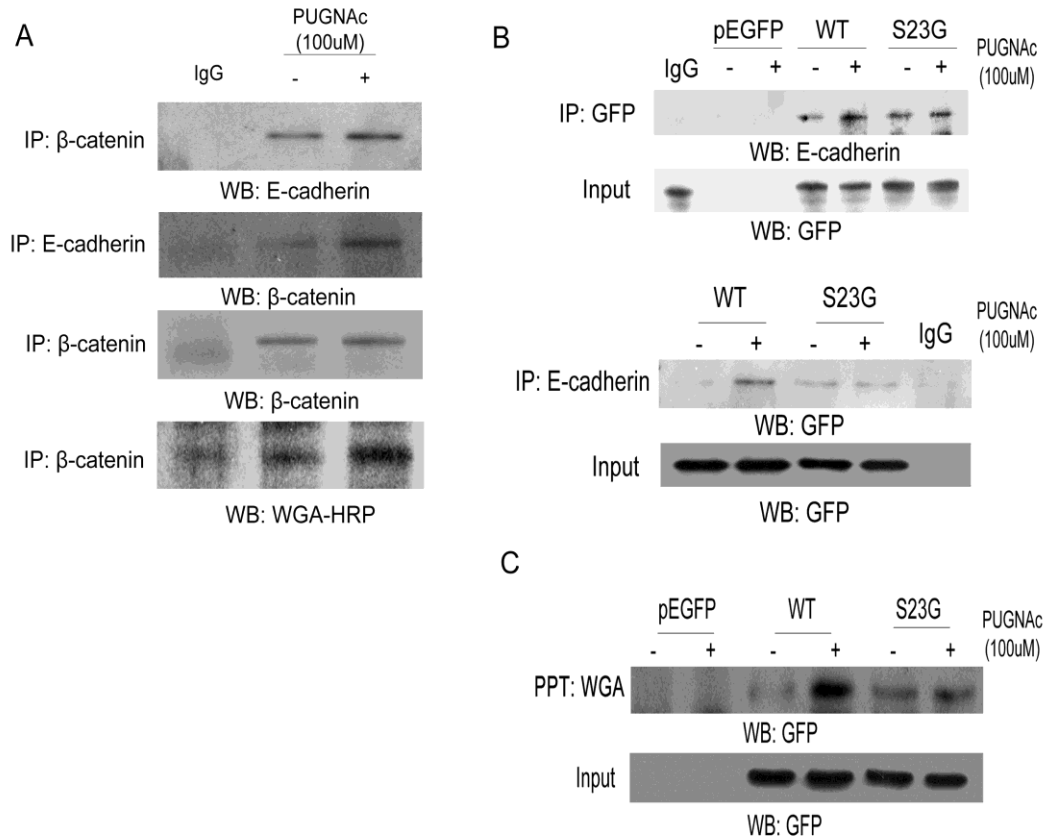 A
PUGNAc
(100uM)
IgG - +
IP: β-catenin
WB: E-cadherin
IP: E-cadherin
WB: β-catenin
IP: β-catenin
WB: β-catenin
IP: β-catenin
WB: WGA-HRP
B
pEGFP WT S23G PUGNAc
IgG - + - + - + (100uM)
IP: GFP
WB: E-cadherin
Input
WB: GFP
WT S23G PUGNAc
- + - + IgG (100uM)
IP: E-cadherin
WB: GFP
Input
WB: GFP
C
pEGFP WT S23G PUGNAc
- + - + - + (100uM)
PPT: WGA
WB: GFP
Input
WB: GFP